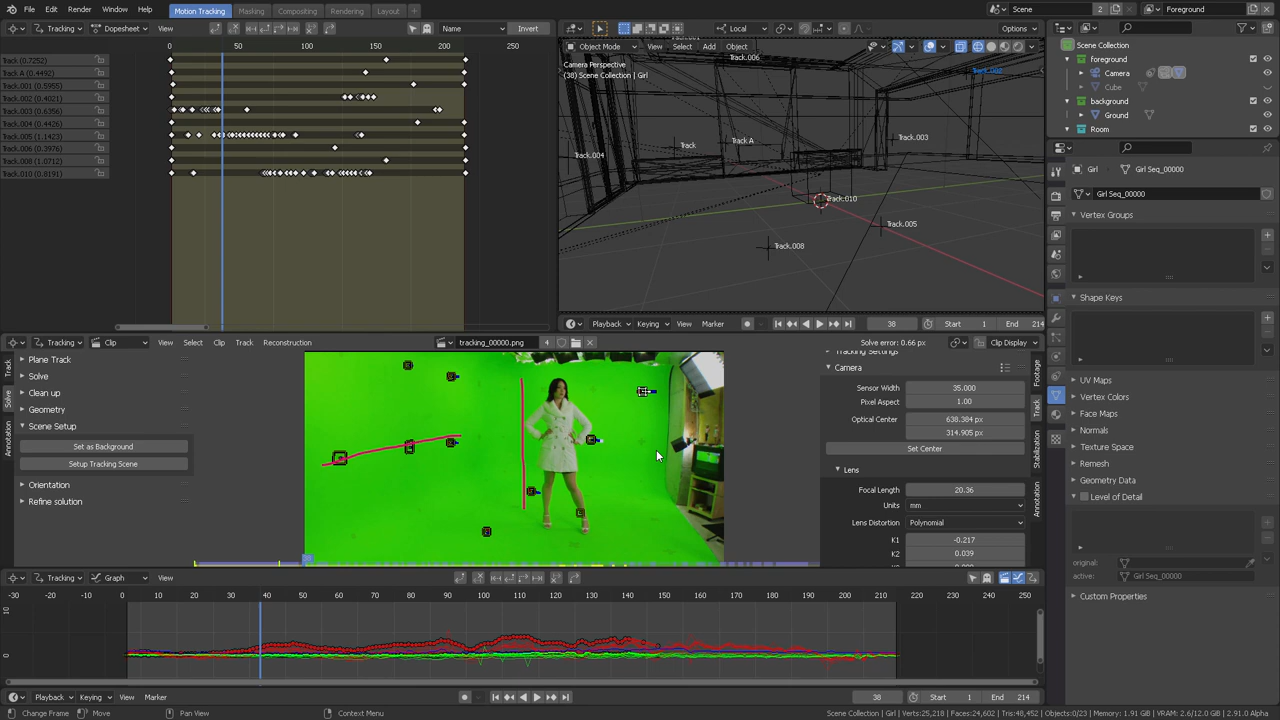 File Edit Render Window Help
Motion Tracking Masking Compositing Rendering Layout +
Scene 2
Foreground
Tracking Dopesheet View Name Invert
0 50 100 150 200 250
Track (0.7252)
Track A (0.4492)
Track.001 (0.5955)
Track.002 (0.4021)
Track.003 (0.6356)
Track.004 (0.4426)
Track.005 (1.1423)
Track.006 (0.3976)
Track.008 (1.0712)
Track.010 (0.8191)
Local Options
Object Mode View Select Add Object
Camera Perspective
(38) Scene Collection | Girl
Track.006
Track.002
Track.003
Track
Track A
Track.004
Track.010
Track.005
Track.008
Playback Keying View Marker 38 Start 1 End 214
Scene Collection
foreground
Camera
Cube
background
Ground
Room
Girl Girl Seq_00000
Girl Seq_00000
Vertex Groups
Shape Keys
UV Maps
Vertex Colors
Face Maps
Normals
Texture Space
Remesh
Geometry Data
Level of Detail
original:
active: Girl Seq_00000
Custom Properties
Tracking Clip View Select Clip Track Reconstruction tracking_00000.png 4 Solve error: 0.66 px Clip Display
Plane Track
Solve
Clean up
Geometry
Scene Setup
Set as Background
Setup Tracking Scene
Orientation
Refine solution
Track
Solve
Annotation
Tracking Settings
Camera
Sensor Width 35.000
Pixel Aspect 1.00
Optical Center 638.384 px
314.905 px
Set Center
Lens
Focal Length 20.36
Units mm
Lens Distortion Polynomial
K1 -0.217
K2 0.039
Footage
Track
Stabilization
Annotation
38
Tracking Graph View
-30 -20 -10 0 10 20 30 40 50 60 70 80 90 100 110 120 130 140 150 160 170 180 190 200 210 220 230 240 250
10
0
Playback Keying View Marker 38 Start 1 End 214
Change Frame Move Pan View Context Menu Scene Collection | Girl | Verts:25,218 | Faces:24,602 | Tris:48,452 | Objects:0/23 | Memory: 1.91 GB | VRAM: 2.6/12.0 GB | 2.91.0 Alpha